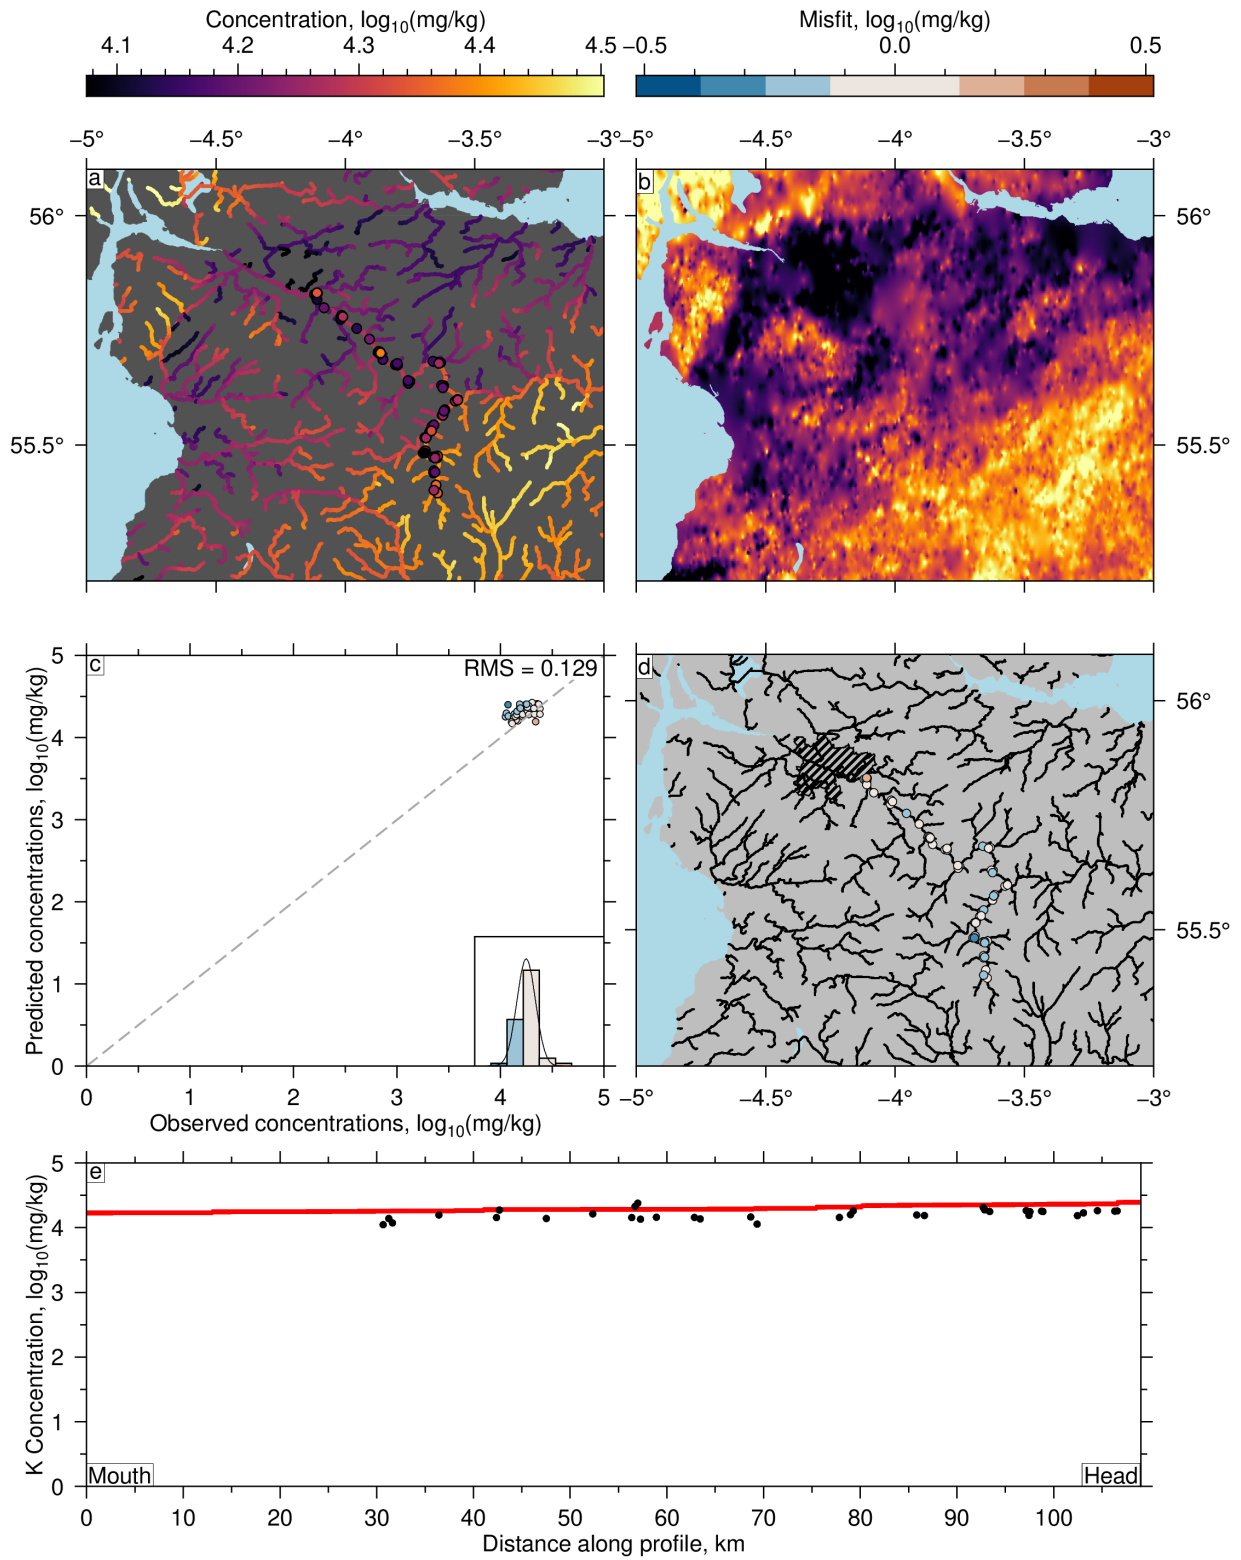 Concentration, log10(mg/kg)
Misfit, log10(mg/kg)
4.1 4.2 4.3 4.4 4.5
−0.5 0.0 0.5
−5° −4.5° −4° −3.5° −3°
−5° −4.5° −4° −3.5° −3°
a
b
56°
55.5°
56°
55.5°
c
RMS = 0.129
d
Predicted concentrations, log10(mg/kg)
5
4
3
2
1
0
56°
55.5°
0 1 2 3 4 5
−5° −4.5° −4° −3.5° −3°
Observed concentrations, log10(mg/kg)
e
K Concentration, log10(mg/kg)
5
4
3
2
1
0
Mouth
Head
0 10 20 30 40 50 60 70 80 90 100
Distance along profile, km